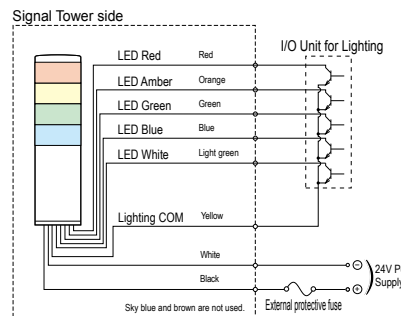 Signal Tower side
I/O Unit for Lighting
LED Red Red
LED Amber Orange
LED Green Green
LED Blue Blue
LED White Light green
Lighting COM Yellow
White
Black
⊖
⊕
24V P
Supply
Sky blue and brown are not used.
External protective fuse